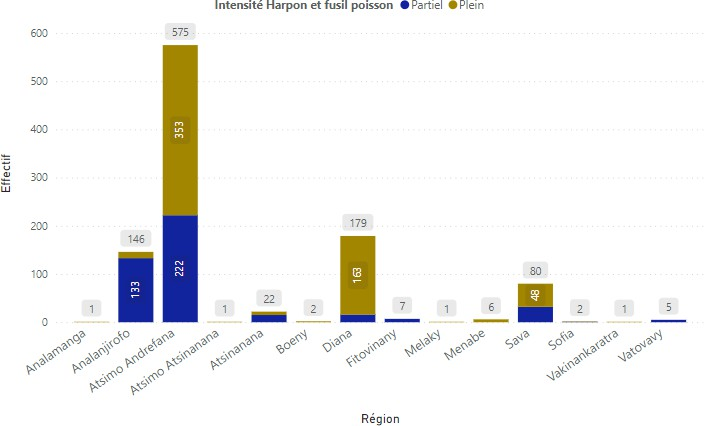 Intensité Harpon et fusil poisson Partiel Plein
600
500
400
300
200
100
0
Effectif
1
146
133
575
353
222
1
22
2
179
163
7
1
6
80
48
2
1
5
Analamanga
Analanjirofo
Atsimo Andrefana
Atsimo Atsinanana
Atsinanana
Boeny
Diana
Fitovinany
Melaky
Menabe
Sava
Sofia
Vakinankaratra
Vatovavy
Région